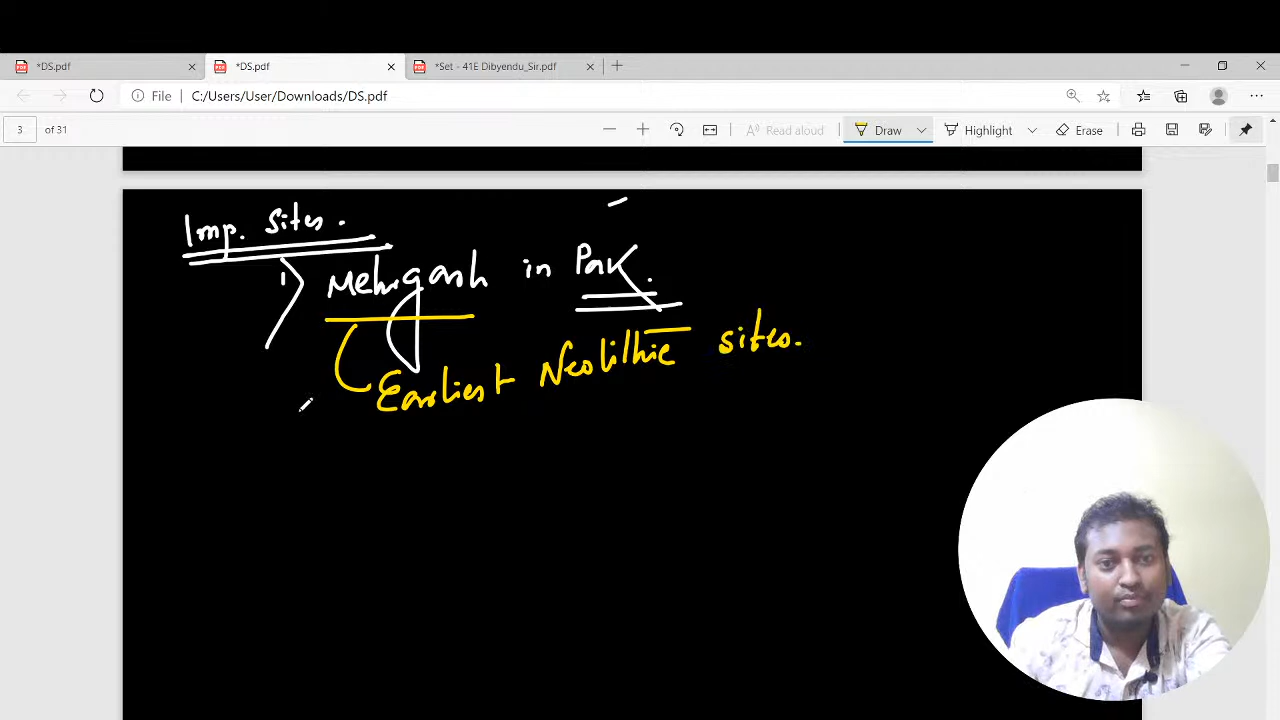 *DS.pdf
*DS.pdf
*Set - 41E Dibyendu_Sir.pdf
File
C:/Users/User/Downloads/DS.pdf
3 of 31
Read aloud
Draw
Highlight
Erase
Imp. Sites.
1) Mehrgarh in Pak.
Earliest Neolithic sites.